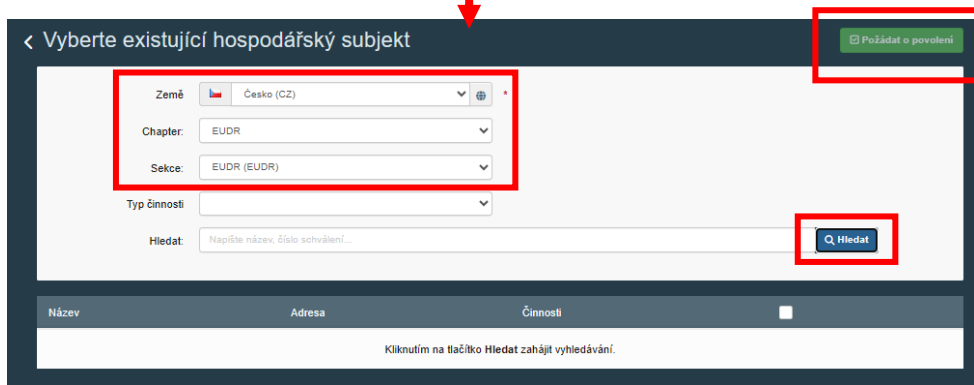 Vyberte existující hospodářský subjekt
Požádat o povolení
Země Česko (CZ) *
Chapter: EUDR
Sekce: EUDR (EUDR)
Typ činnosti
Hledat: Napište název, číslo schválení... Hledat
Název Adresa Činnosti
Kliknutím na tlačítko Hledat zahájit vyhledávání.